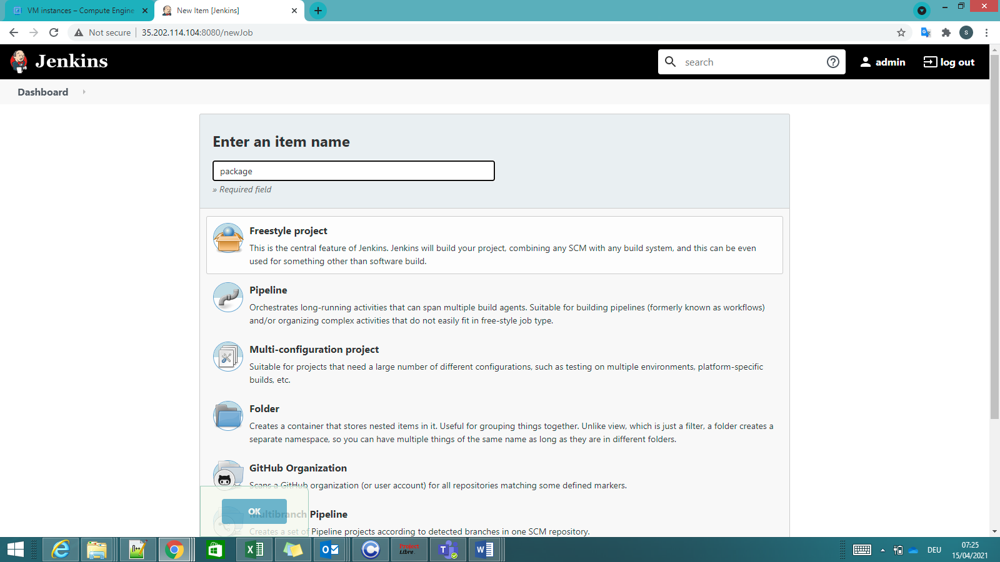 VM instances – Compute Engine
New Item [Jenkins]
Not secure
35.202.114.104:8080/newJob
S
Jenkins
search
admin
log out
Dashboard
Enter an item name
package
» Required field
Freestyle project
This is the central feature of Jenkins. Jenkins will build your project, combining any SCM with any build system, and this can be even
used for something other than software build.
Pipeline
Orchestrates long-running activities that can span multiple build agents. Suitable for building pipelines (formerly known as workflows)
and/or organizing complex activities that do not easily fit in free-style job type.
Multi-configuration project
Suitable for projects that need a large number of different configurations, such as testing on multiple environments, platform-specific
builds, etc.
Folder
Creates a container that stores nested items in it. Useful for grouping things together. Unlike view, which is just a filter, a folder creates a
separate namespace, so you can have multiple things of the same name as long as they are in different folders.
GitHub Organization
Scans a GitHub organization (or user account) for all repositories matching some defined markers.
OK
Multibranch Pipeline
Creates a set of Pipeline projects according to detected branches in one SCM repository.
Project
Libre
DEU
07:25
15/04/2021